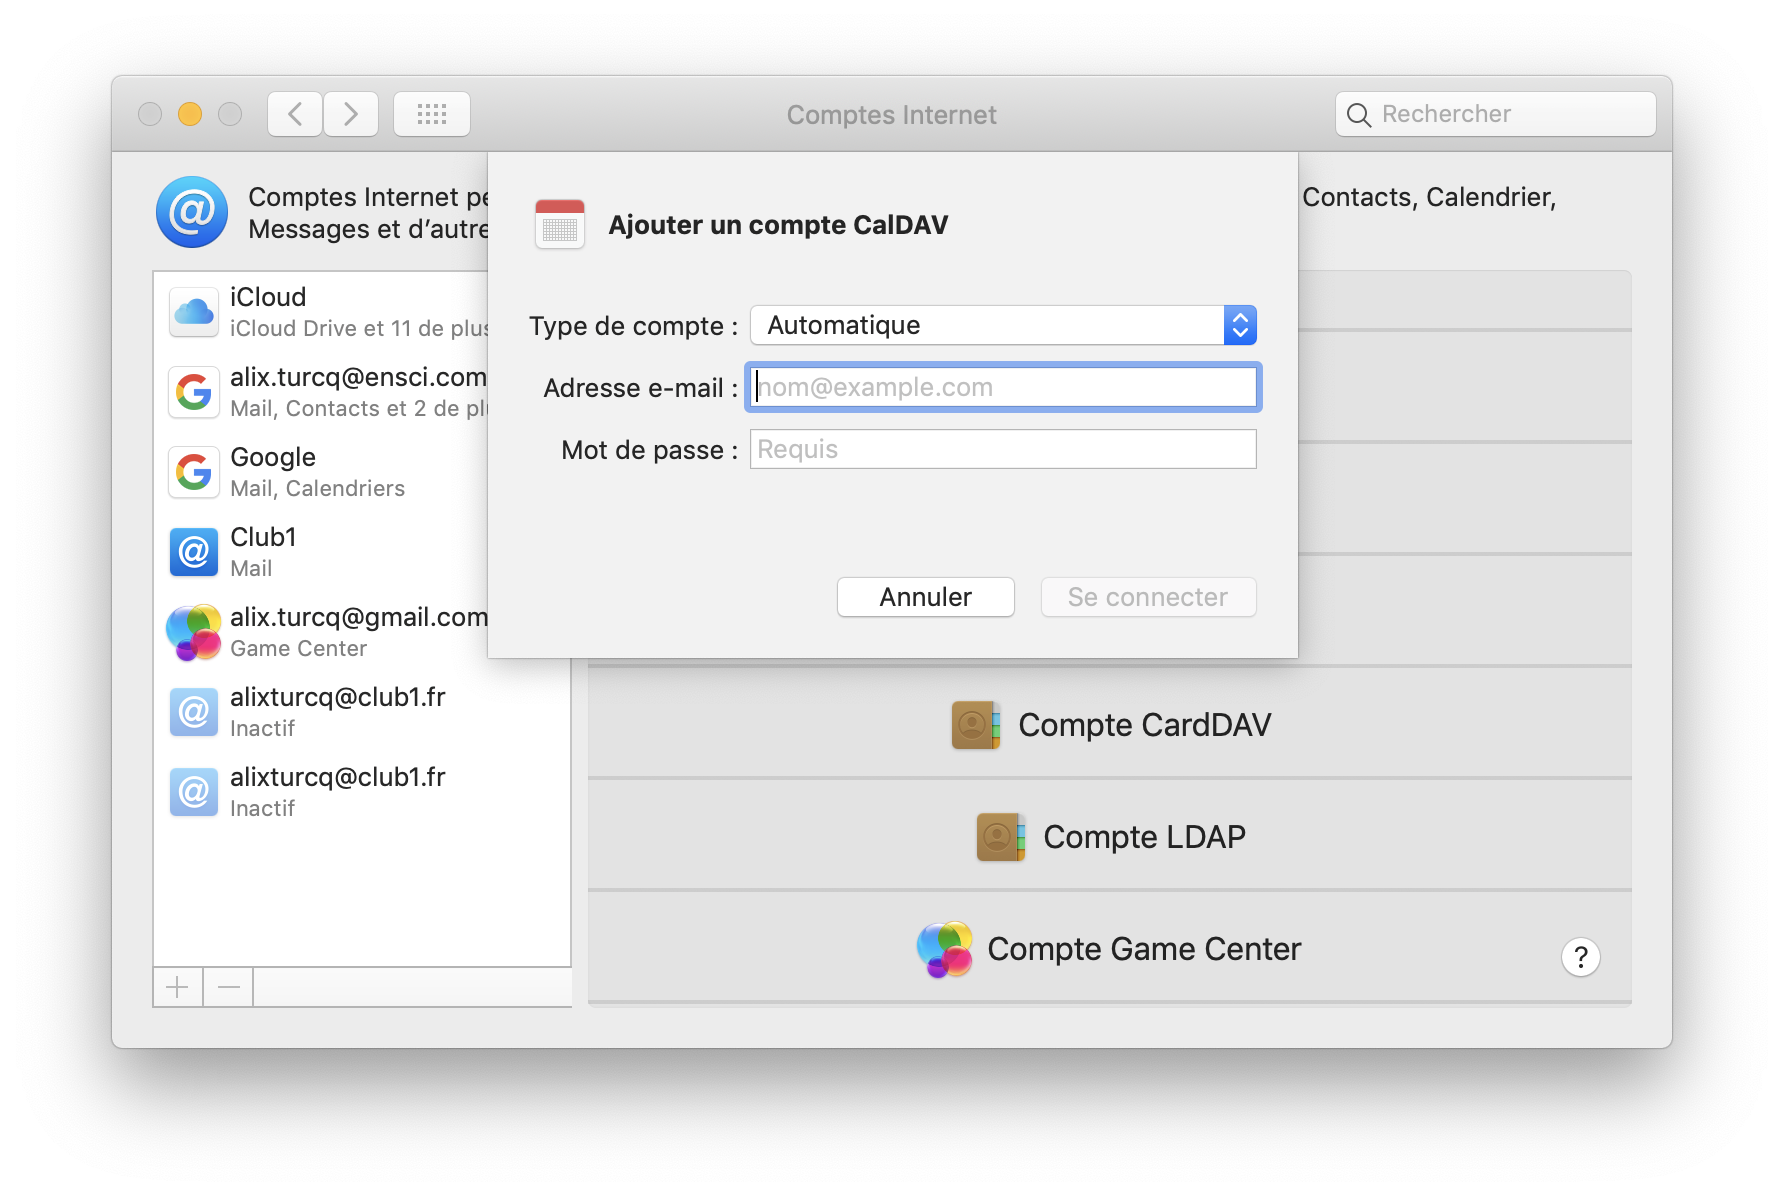 Comptes Internet
Rechercher
Comptes Internet pe
Contacts, Calendrier,
Messages et d’autre
Ajouter un compte CalDAV
Type de compte : Automatique
Adresse e-mail : nom@example.com
Mot de passe : Requis
Annuler
Se connecter
iCloud
iCloud Drive et 11 de plus
alix.turcq@ensci.com
Mail, Contacts et 2 de plu
Google
Mail, Calendriers
Club1
Mail
alix.turcq@gmail.com
Game Center
alixturcq@club1.fr
Inactif
alixturcq@club1.fr
Inactif
Compte CardDAV
Compte LDAP
Compte Game Center
?